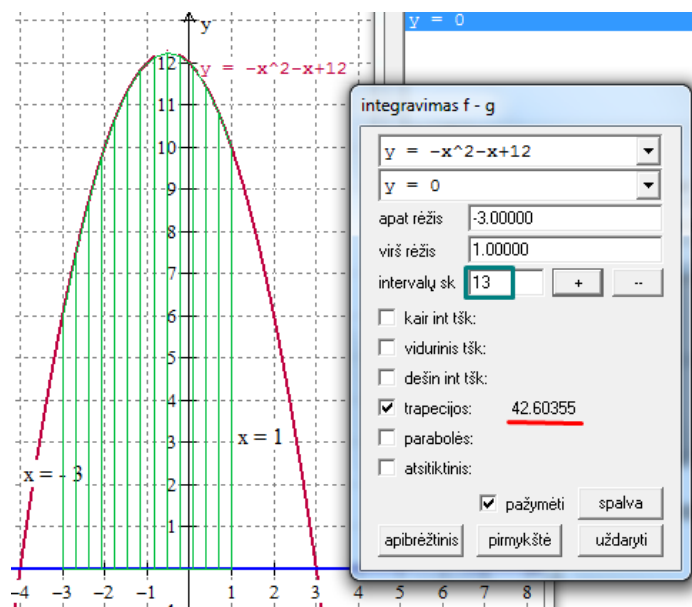 y = 0
y
y = -x^2-x+12
12
11
10
9
8
7
6
5
4
3
2
1
x = - 3
x = 1
-4 -3 -2 -1 1 2 3 4 5 6 7 8
integravimas f - g
y = -x^2-x+12
y = 0
apat rėžis -3.00000
virš rėžis 1.00000
intervalų sk 13 + --
kair int tšk:
vidurinis tšk:
dešin int tšk:
trapecijos: 42.60355
parabolės:
atsitiktinis:
pažymėti spalva
apibrėžtinis pirmykštė uždaryti